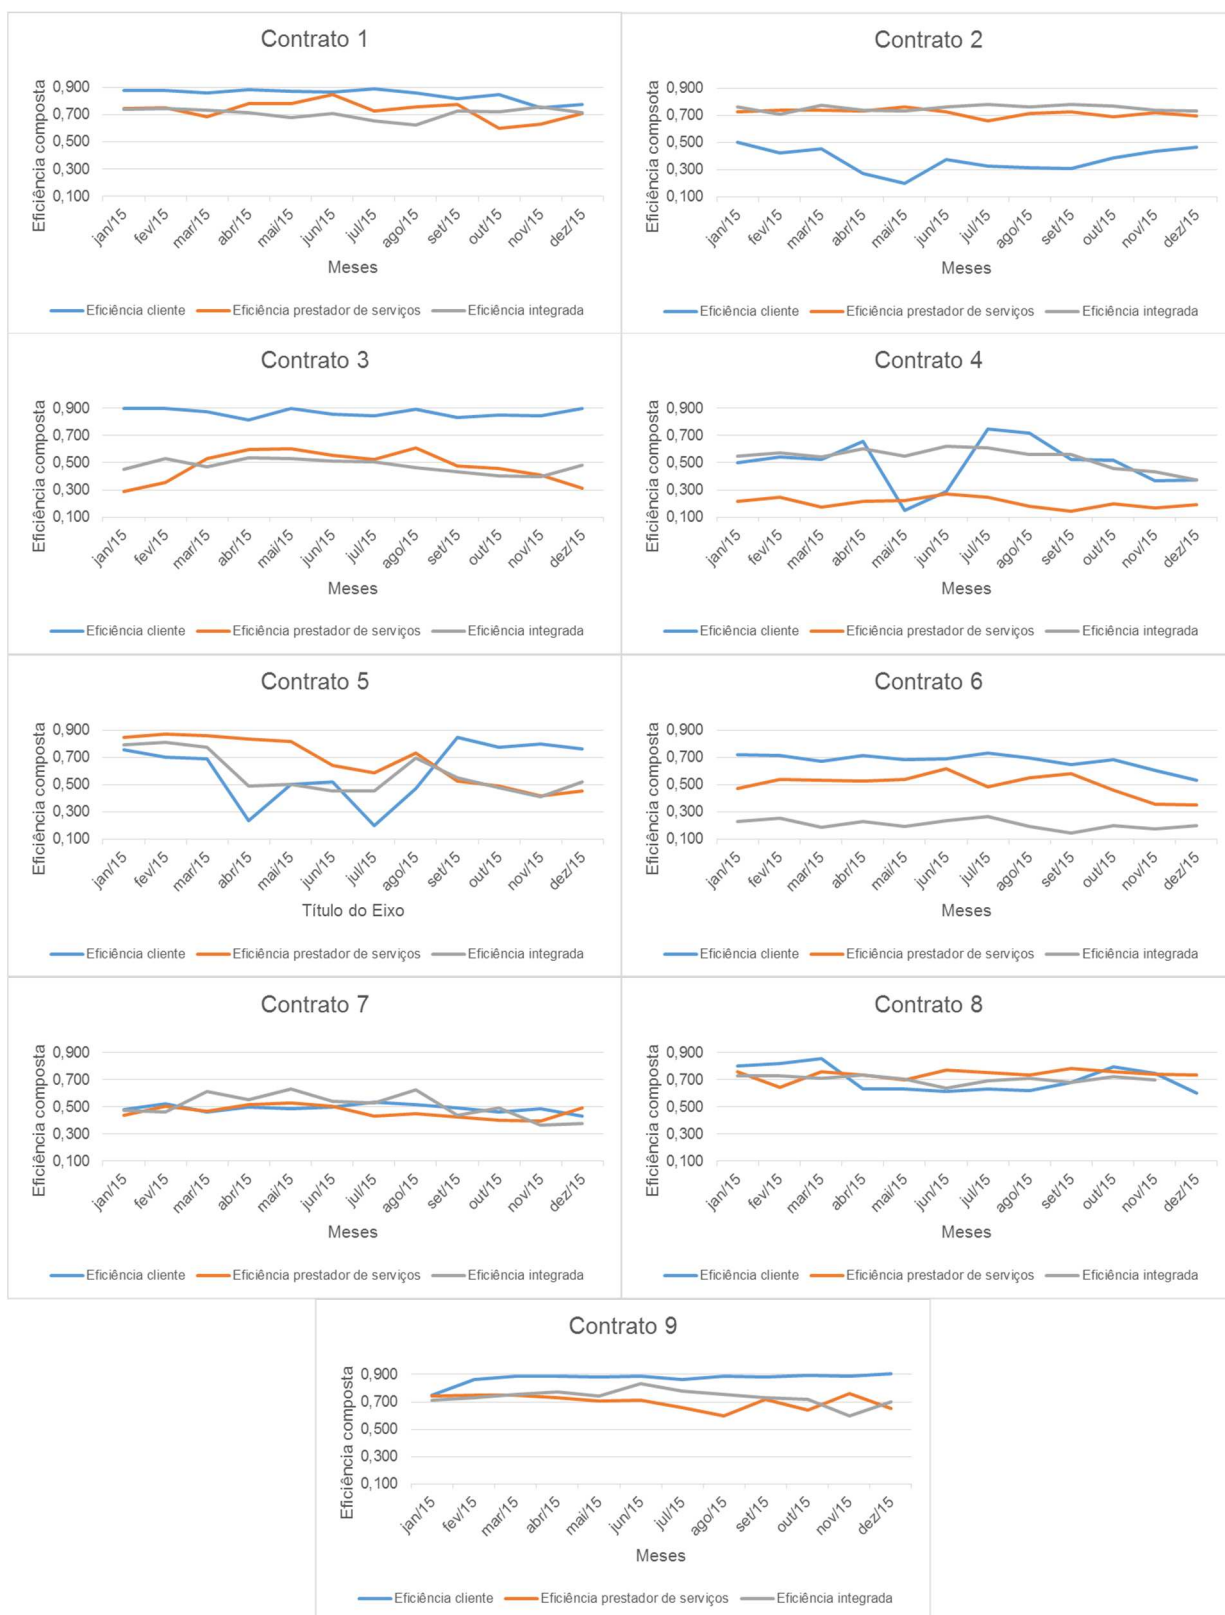 Contrato 1
Eficiência composta
0,900
0,700
0,500
0,300
0,100
jan/15 fev/15 mar/15 abr/15 mai/15 jun/15 jul/15 ago/15 set/15 out/15 nov/15 dez/15
Meses
Eficiência cliente Eficiência prestador de serviços Eficiência integrada
Contrato 2
Eficiência compsota
0,900
0,700
0,500
0,300
0,100
jan/15 fev/15 mar/15 abr/15 mai/15 jun/15 jul/15 ago/15 set/15 out/15 nov/15 dez/15
Meses
Eficiência cliente Eficiência prestador de serviços Eficiência integrada
Contrato 3
Eficiência composta
0,900
0,700
0,500
0,300
0,100
jan/15 fev/15 mar/15 abr/15 mai/15 jun/15 jul/15 ago/15 set/15 out/15 nov/15 dez/15
Meses
Eficiência cliente Eficiência prestador de serviços Eficiência integrada
Contrato 4
Eficiência composta
0,900
0,700
0,500
0,300
0,100
jan/15 fev/15 mar/15 abr/15 mai/15 jun/15 jul/15 ago/15 set/15 out/15 nov/15 dez/15
Meses
Eficiência cliente Eficiência prestador de serviços Eficiência integrada
Contrato 5
Eficiência composta
0,900
0,700
0,500
0,300
0,100
jan/15 fev/15 mar/15 abr/15 mai/15 jun/15 jul/15 ago/15 set/15 out/15 nov/15 dez/15
Título do Eixo
Eficiência cliente Eficiência prestador de serviços Eficiência integrada
Contrato 6
Eficiência composta
0,900
0,700
0,500
0,300
0,100
jan/15 fev/15 mar/15 abr/15 mai/15 jun/15 jul/15 ago/15 set/15 out/15 nov/15 dez/15
Meses
Eficiência cliente Eficiência prestador de serviços Eficiência integrada
Contrato 7
Eficiência composta
0,900
0,700
0,500
0,300
0,100
jan/15 fev/15 mar/15 abr/15 mai/15 jun/15 jul/15 ago/15 set/15 out/15 nov/15 dez/15
Meses
Eficiência cliente Eficiência prestador de serviços Eficiência integrada
Contrato 8
Eficiência composta
0,900
0,700
0,500
0,300
0,100
jan/15 fev/15 mar/15 abr/15 mai/15 jun/15 jul/15 ago/15 set/15 out/15 nov/15 dez/15
Meses
Eficiência cliente Eficiência prestador de serviços Eficiência integrada
Contrato 9
Eficiência composta
0,900
0,700
0,500
0,300
0,100
jan/15 fev/15 mar/15 abr/15 mai/15 jun/15 jul/15 ago/15 set/15 out/15 nov/15 dez/15
Meses
Eficiência cliente Eficiência prestador de serviços Eficiência integrada